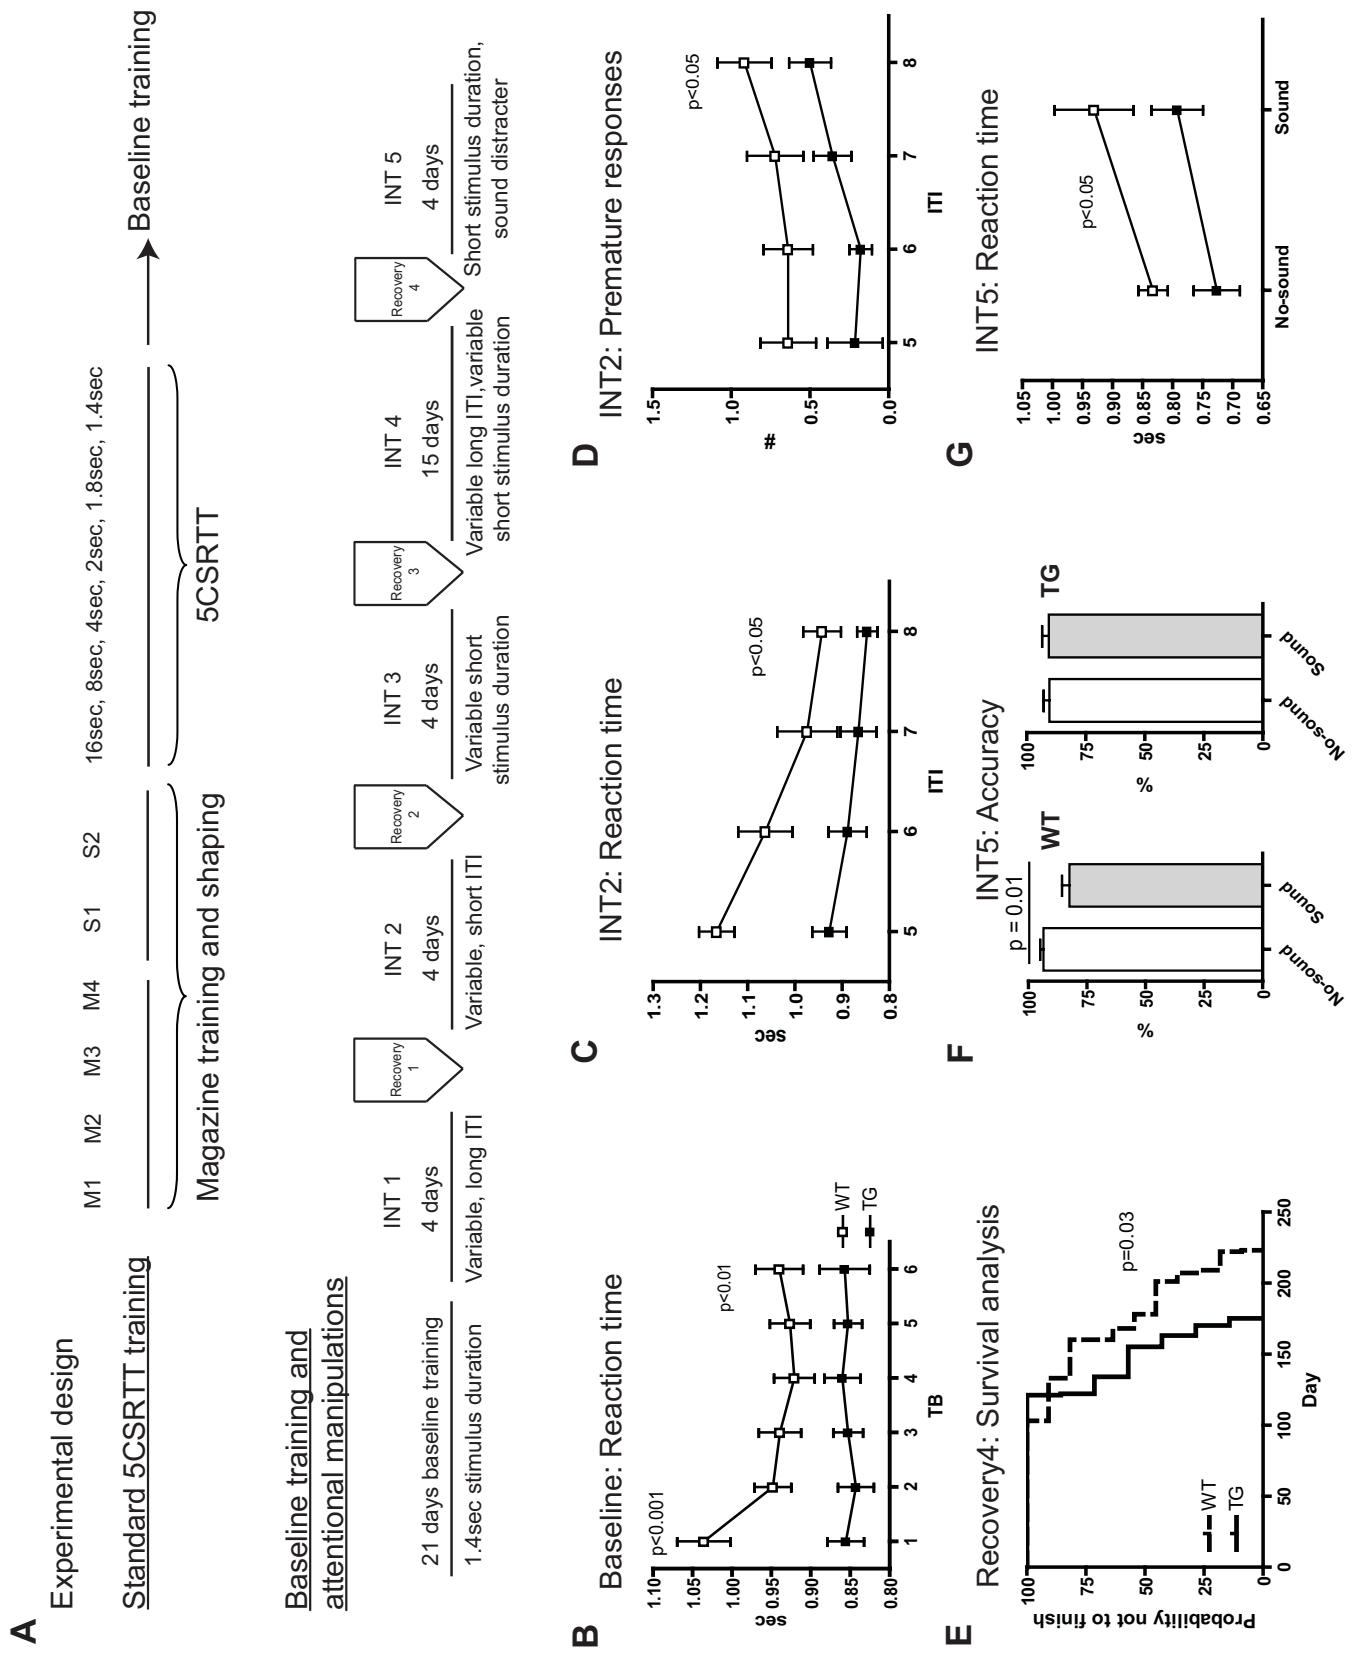 A
Experimental design
Standard 5CSRTT training
M1 M2 M3 M4 S1 S2
16sec, 8sec, 4sec, 2sec, 1.8sec, 1.4sec
Baseline training
Magazine training and shaping
5CSRTT
Baseline training and
attentional manipulations
21 days baseline training
1.4sec stimulus duration
INT 1
4 days
Variable, long ITI
Recovery
1
INT 2
4 days
Variable, short ITI
Recovery
2
INT 3
4 days
Variable short
stimulus duration
Recovery
3
INT 4
15 days
Variable long ITI,variable
short stimulus duration
Recovery
4
INT 5
4 days
Short stimulus duration,
sound distracter
B
Baseline: Reaction time
p<0.001
p<0.01
1.10
1.05
1.00
0.95
0.90
0.85
0.80
sec
1 2 3 4 5 6
TB
WT
TG
C
INT2: Reaction time
p<0.05
1.3
1.2
1.1
1.0
0.9
0.8
sec
5 6 7 8
ITI
D
INT2: Premature responses
p<0.05
1.5
1.0
0.5
0.0
#
5 6 7 8
ITI
E
Recovery4: Survival analysis
p=0.03
100
75
50
25
0
Probability not to finish
WT
TG
0 50 100 150 200 250
Day
F
INT5: Accuracy
p = 0.01
WT
100
75
50
25
0
%
No-sound
Sound
TG
100
75
50
25
0
%
No-sound
Sound
G
INT5: Reaction time
p<0.05
1.05
1.00
0.95
0.90
0.85
0.80
0.75
0.70
0.65
sec
No-sound Sound